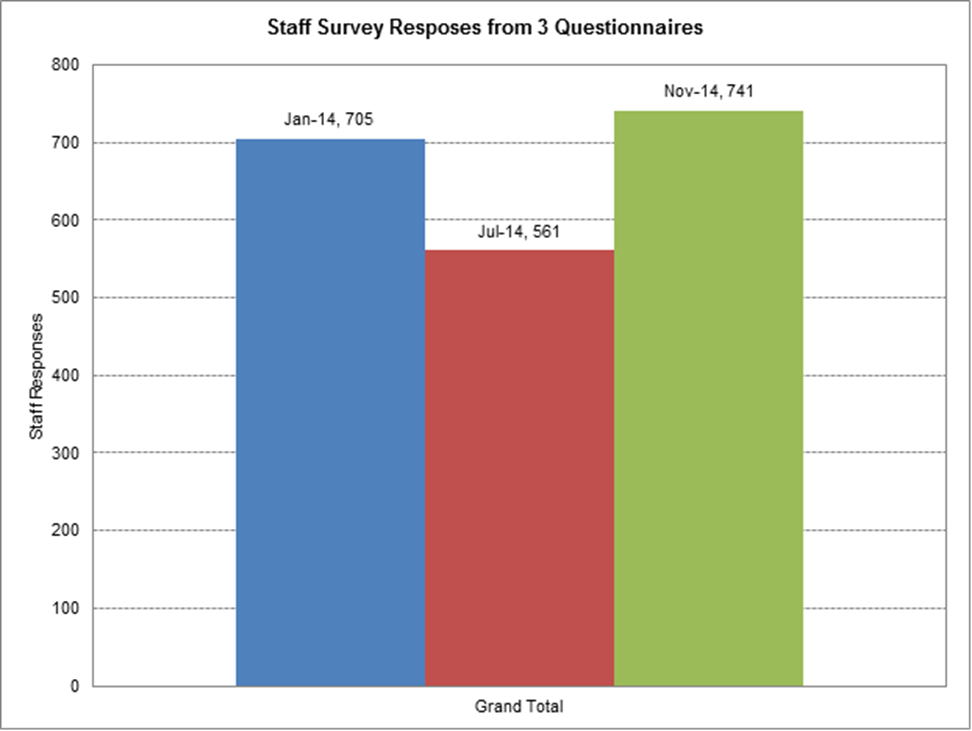 Staff Survey Resposes from 3 Questionnaires
800
700
600
500
400
300
200
100
0
Staff Responses
Jan-14, 705
Jul-14, 561
Nov-14, 741
Grand Total